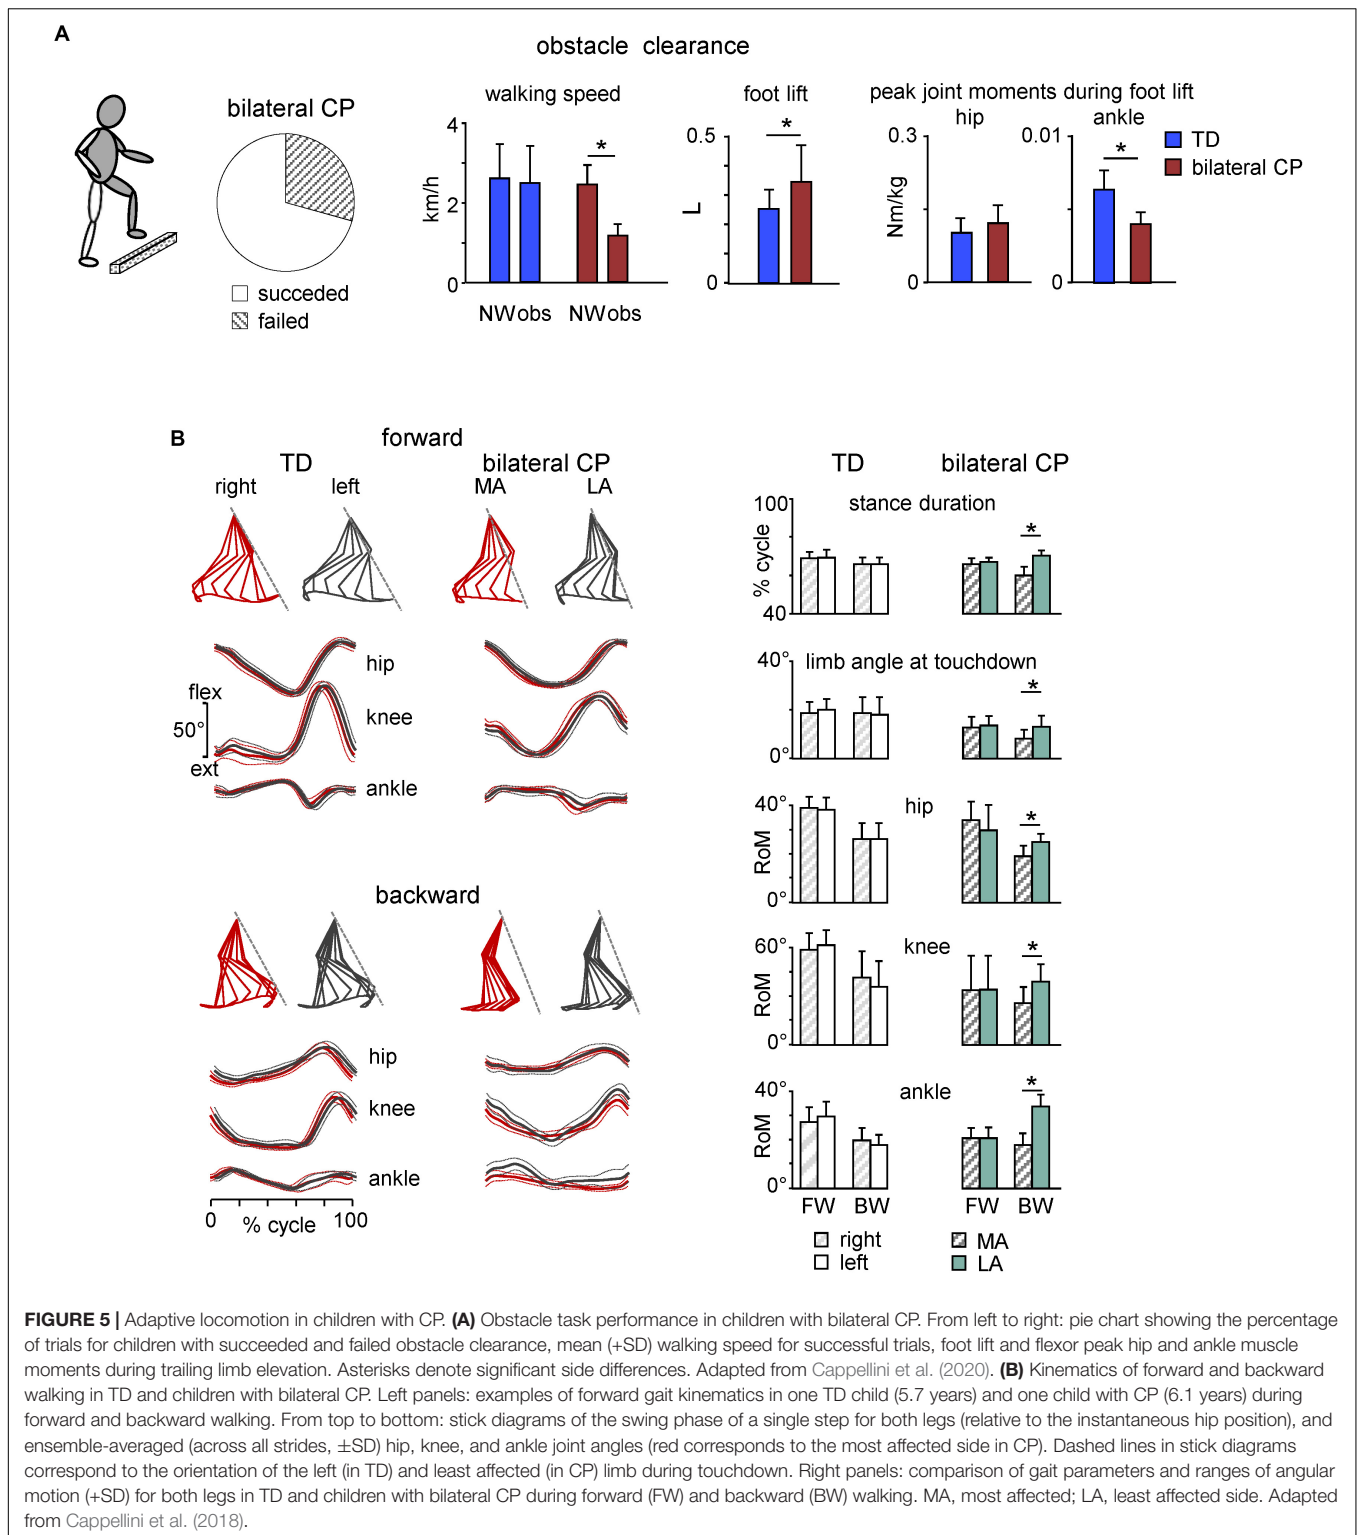 A
obstacle clearance
bilateral CP
succeded
failed
walking speed
4
2
0
km/h
NW obs NW obs
*
foot lift
0.5
0
L
*
peak joint moments during foot lift
hip
ankle
0.3
0
Nm/kg
0.01
0
*
TD
bilateral CP
B
forward
TD
bilateral CP
right
left
MA
LA
hip
flex
50°
ext
knee
ankle
backward
hip
knee
ankle
0
% cycle
100
TD
bilateral CP
stance duration
100
40
% cycle
*
limb angle at touchdown
40°
0°
*
hip
40°
0°
RoM
*
knee
60°
0°
RoM
*
ankle
40°
0°
RoM
*
FW BW FW BW
right
left
MA
LA
FIGURE 5 | Adaptive locomotion in children with CP. (A) Obstacle task performance in children with bilateral CP. From left to right: pie chart showing the percentage
of trials for children with succeeded and failed obstacle clearance, mean (+SD) walking speed for successful trials, foot lift and flexor peak hip and ankle muscle
moments during trailing limb elevation. Asterisks denote significant side differences. Adapted from Cappellini et al. (2020). (B) Kinematics of forward and backward
walking in TD and children with bilateral CP. Left panels: examples of forward gait kinematics in one TD child (5.7 years) and one child with CP (6.1 years) during
forward and backward walking. From top to bottom: stick diagrams of the swing phase of a single step for both legs (relative to the instantaneous hip position), and
ensemble-averaged (across all strides, ±SD) hip, knee, and ankle joint angles (red corresponds to the most affected side in CP). Dashed lines in stick diagrams
correspond to the orientation of the left (in TD) and least affected (in CP) limb during touchdown. Right panels: comparison of gait parameters and ranges of angular
motion (+SD) for both legs in TD and children with bilateral CP during forward (FW) and backward (BW) walking. MA, most affected; LA, least affected side. Adapted
from Cappellini et al. (2018).